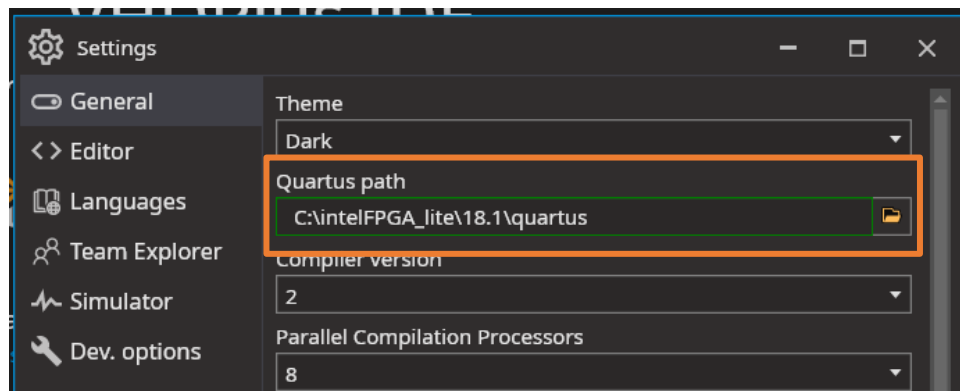 Settings
General
Editor
Languages
Team Explorer
Simulator
Dev. options
Theme
Dark
Quartus path
C:\intelFPGA_lite\18.1\quartus
Compiler version
2
Parallel Compilation Processors
8